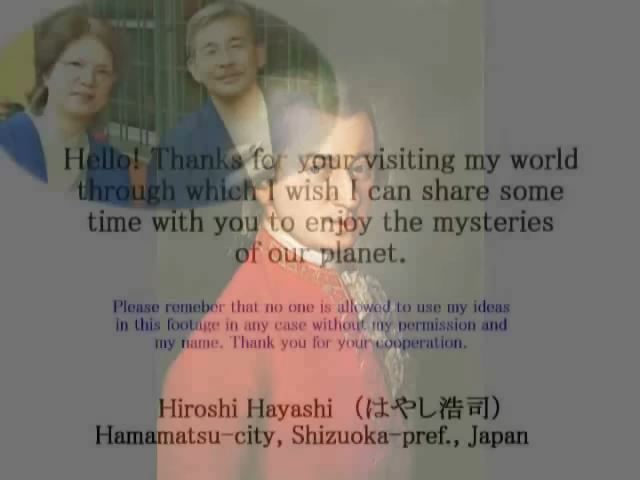 Hello! Thanks for your visiting my world
through which I wish I can share some
time with you to enjoy the mysteries
of our planet.
Please remeber that no one is allowed to use my ideas
in this footage in any case without my permission and
my name. Thank you for your cooperation.
Hiroshi Hayashi （はやし浩司）
Hamamatsu-city, Shizuoka-pref., Japan